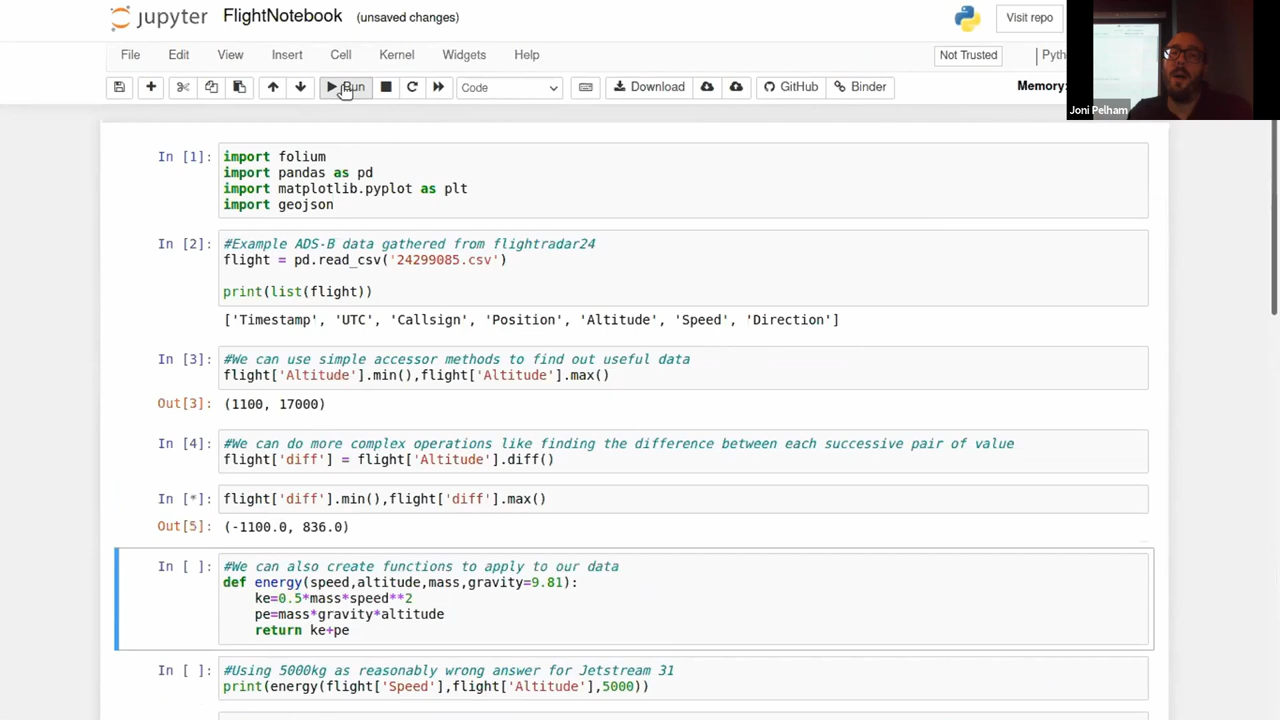 jupyter FlightNotebook (unsaved changes)
Visit repo
File Edit View Insert Cell Kernel Widgets Help
Not Trusted
Pyth
Run
Code
Download
GitHub
Binder
Memory:
Joni Pelham
In [1]: import folium
import pandas as pd
import matplotlib.pyplot as plt
import geojson
In [2]: #Example ADS-B data gathered from flightradar24
flight = pd.read_csv('24299085.csv')
print(list(flight))
['Timestamp', 'UTC', 'Callsign', 'Position', 'Altitude', 'Speed', 'Direction']
In [3]: #We can use simple accessor methods to find out useful data
flight['Altitude'].min(),flight['Altitude'].max()
Out[3]: (1100, 17000)
In [4]: #We can do more complex operations like finding the difference between each successive pair of value
flight['diff'] = flight['Altitude'].diff()
In [*]: flight['diff'].min(),flight['diff'].max()
Out[5]: (-1100.0, 836.0)
In [ ]: #We can also create functions to apply to our data
def energy(speed,altitude,mass,gravity=9.81):
ke=0.5*mass*speed**2
pe=mass*gravity*altitude
return ke+pe
In [ ]: #Using 5000kg as reasonably wrong answer for Jetstream 31
print(energy(flight['Speed'],flight['Altitude'],5000))